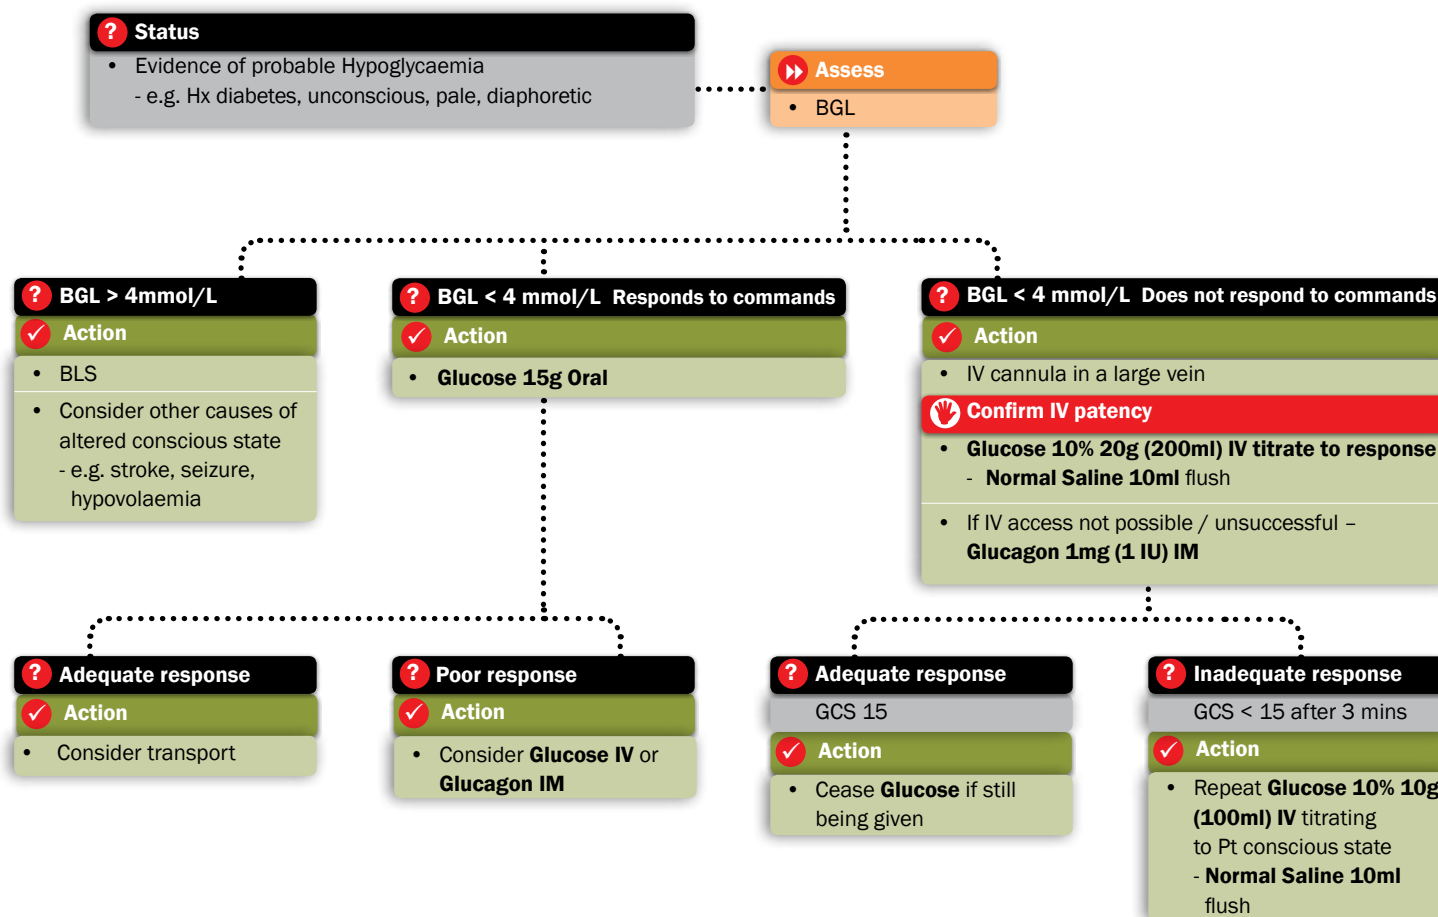 Status
• Evidence of probable Hypoglycaemia
- e.g. Hx diabetes, unconscious, pale, diaphoretic
Assess
• BGL
? BGL > 4mmol/L
Action
• BLS
• Consider other causes of
altered conscious state
- e.g. stroke, seizure,
hypovolaemia
? BGL < 4 mmol/L Responds to commands
Action
• Glucose 15g Oral
? BGL < 4 mmol/L Does not respond to commands
Action
• IV cannula in a large vein
Confirm IV patency
• Glucose 10% 20g (200ml) IV titrate to response
- Normal Saline 10ml flush
• If IV access not possible / unsuccessful –
Glucagon 1mg (1 IU) IM
? Adequate response
Action
• Consider transport
? Poor response
Action
• Consider Glucose IV or
Glucagon IM
? Adequate response
GCS 15
Action
• Cease Glucose if still
being given
? Inadequate response
GCS < 15 after 3 mins
Action
• Repeat Glucose 10% 10g
(100ml) IV titrating
to Pt conscious state
- Normal Saline 10ml
flush